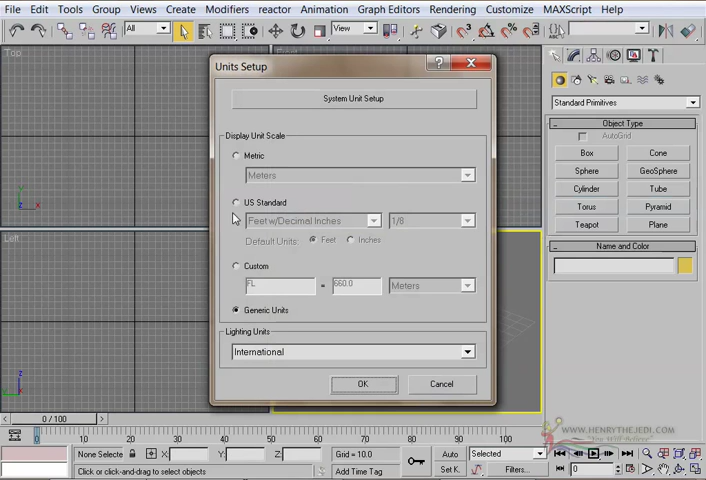 File Edit Tools Group Views Create Modifiers reactor Animation Graph Editors Rendering Customize MAXScript Help
All
View
Top
Units Setup
System Unit Setup
Display Unit Scale
Metric
Meters
US Standard
Feet w/Decimal Inches 1/8
Default Units: Feet Inches
Custom
FL = 660.0 Meters
Generic Units
Lighting Units
International
OK Cancel
Left
Standard Primitives
Object Type
AutoGrid
Box Cone
Sphere GeoSphere
Cylinder Tube
Torus Pyramid
Teapot Plane
Name and Color
0 / 100
0 10 20 30 40 50 60 70 80 90 100
WWW.HENRYTHEJEDI.COM
"You Will Believe"
None Selected X: Y: Z: Grid = 10.0 Auto Selected
Click or click-and-drag to select objects Add Time Tag Set K. Filters... 0